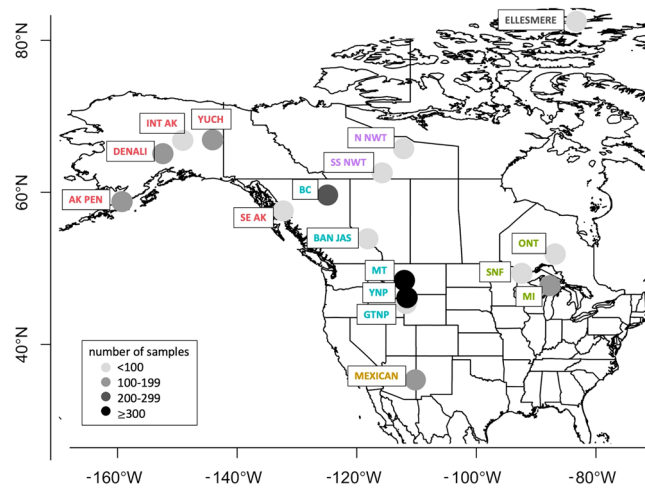 ELLESMERE
80°N
YUCH
INT AK
N NWT
DENALI
SS NWT
60°N
BC
AK PEN
SE AK
BAN JAS
ONT
MT
SNF
YNP
MI
GTNP
40°N
number of samples
<100
100-199
200-299
≥300
MEXICAN
-160°W -140°W -120°W -100°W -80°W